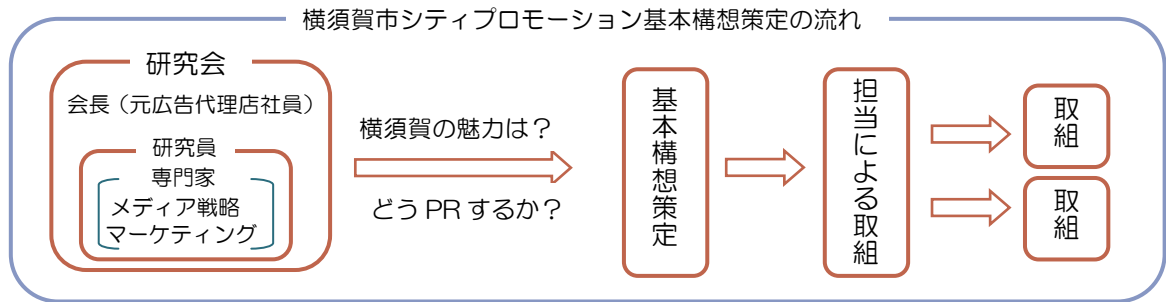 横須賀市シティプロモーション基本構想策定の流れ
研究会
会長（元広告代理店社員）
研究員
専門家
メディア戦略
マーケティング
横須賀の魅力は？
どう PR するか？
基本構想策定
担当による取組
取組
取組